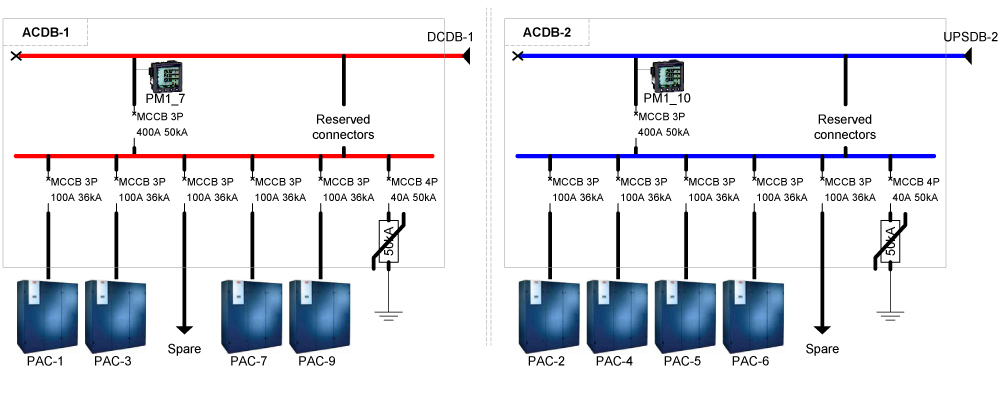 ACDB-1
DCDB-1
PM1_7
MCCB 3P
400A 50kA
Reserved
connectors
MCCB 3P
100A 36kA
MCCB 3P
100A 36kA
MCCB 3P
100A 36kA
MCCB 3P
100A 36kA
MCCB 3P
100A 36kA
MCCB 4P
40A 50kA
50kA
PAC-1
PAC-3
Spare
PAC-7
PAC-9
ACDB-2
UPSDB-2
PM1_10
MCCB 3P
400A 50kA
Reserved
connectors
MCCB 3P
100A 36kA
MCCB 3P
100A 36kA
MCCB 3P
100A 36kA
MCCB 3P
100A 36kA
MCCB 3P
100A 36kA
MCCB 4P
40A 50kA
50kA
PAC-2
PAC-4
PAC-5
PAC-6
Spare